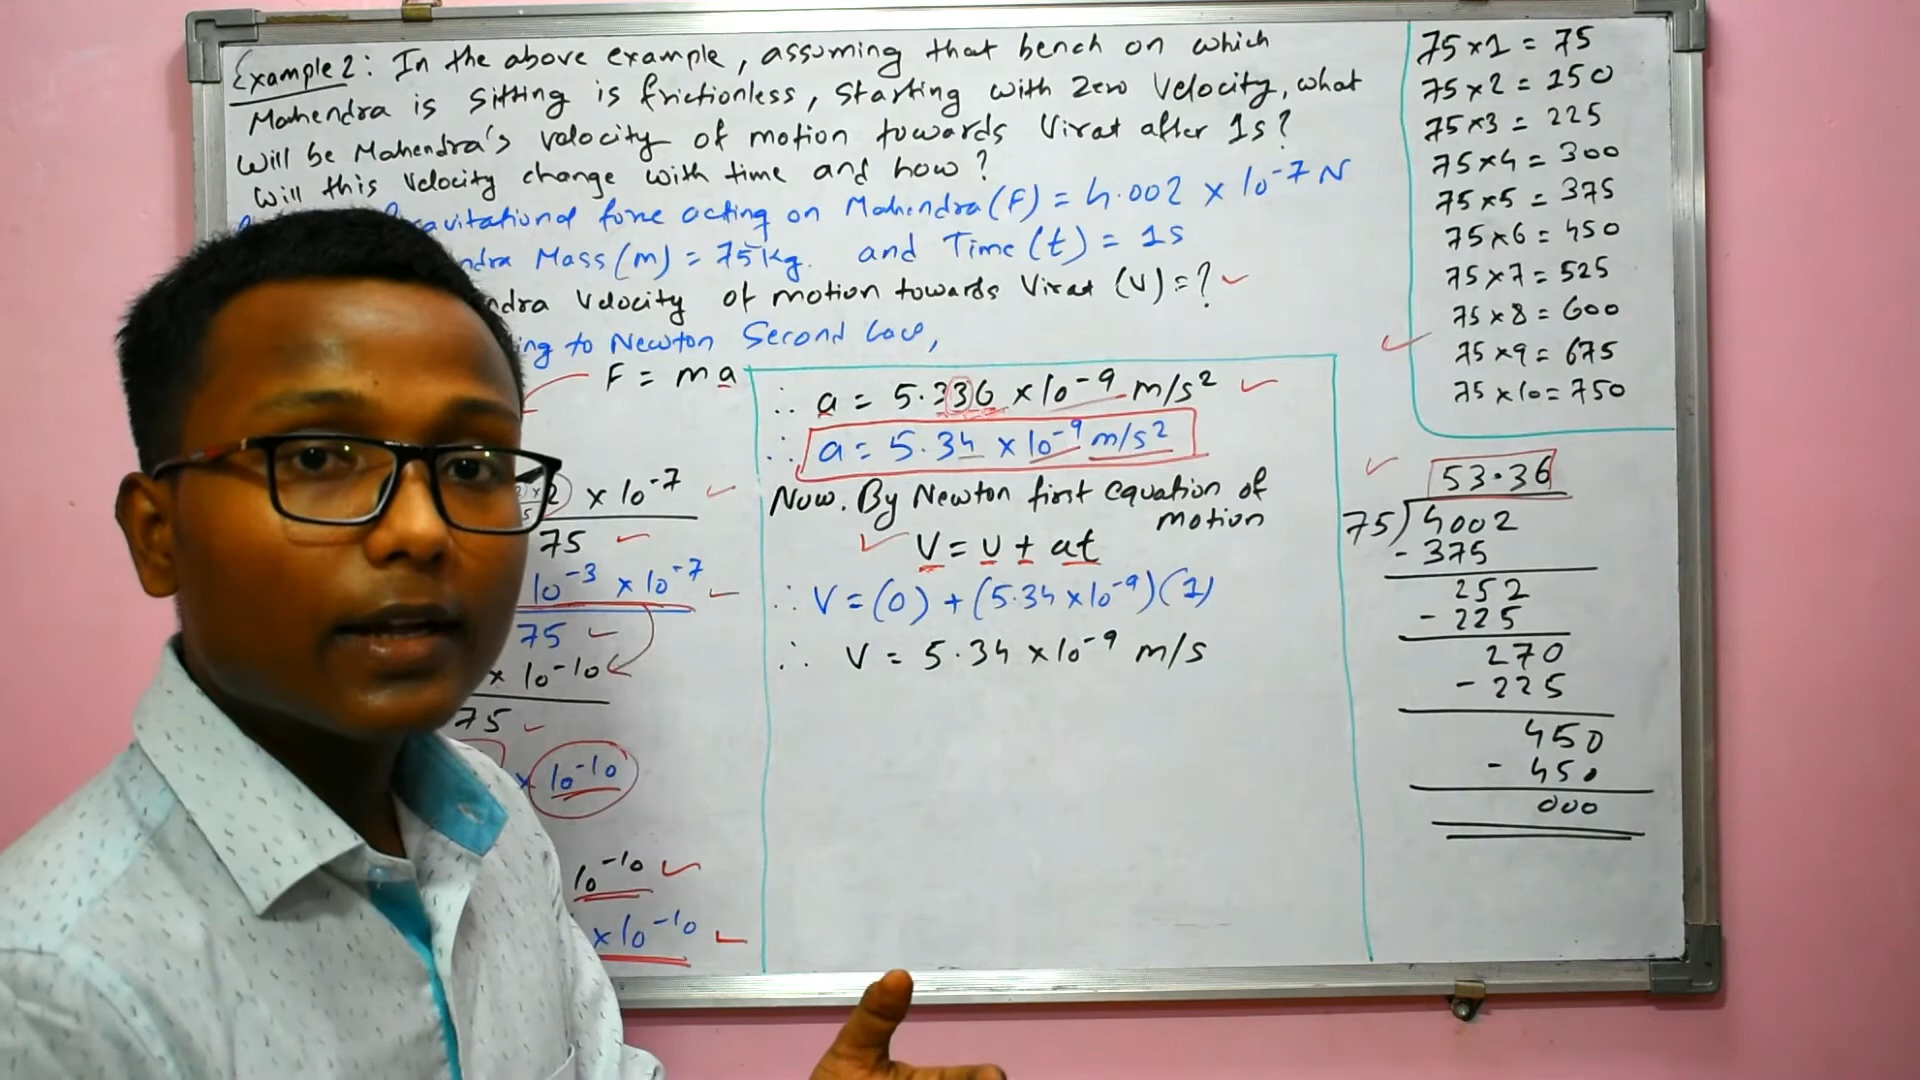 Example 2: In the above example, assuming that bench on which
Mahendra is Sitting is frictionless, Starting with Zero Velocity, what
will be Mahendra's velocity of motion towards Virat after 1s?
Will this Velocity change with time and how?
avitational force acting on Mahendra (F) = 4.002 × 10⁻⁷ N
ndra Mass (m) = 75 kg. and Time (t) = 1s
ndra Velocity of motion towards Virat (V) = ?
ing to Newton Second Law,
F = ma
2 × 10⁻⁷
75
10⁻³ × 10⁻⁷
75
× 10⁻¹⁰
75
× 10⁻¹⁰
10⁻¹⁰
× 10⁻¹⁰
∴ a = 5.336 × 10⁻⁹ m/s²
∴ a = 5.34 × 10⁻⁹ m/s²
Now. By Newton first equation of
motion
V = u + at
∴ V = (0) + (5.34 × 10⁻⁹)(1)
∴ V = 5.34 × 10⁻⁹ m/s
75 × 1 = 75
75 × 2 = 150
75 × 3 = 225
75 × 4 = 300
75 × 5 = 375
75 × 6 = 450
75 × 7 = 525
75 × 8 = 600
75 × 9 = 675
75 × 10 = 750
53.36
75) 4002
- 375
252
- 225
270
- 225
450
- 450
000